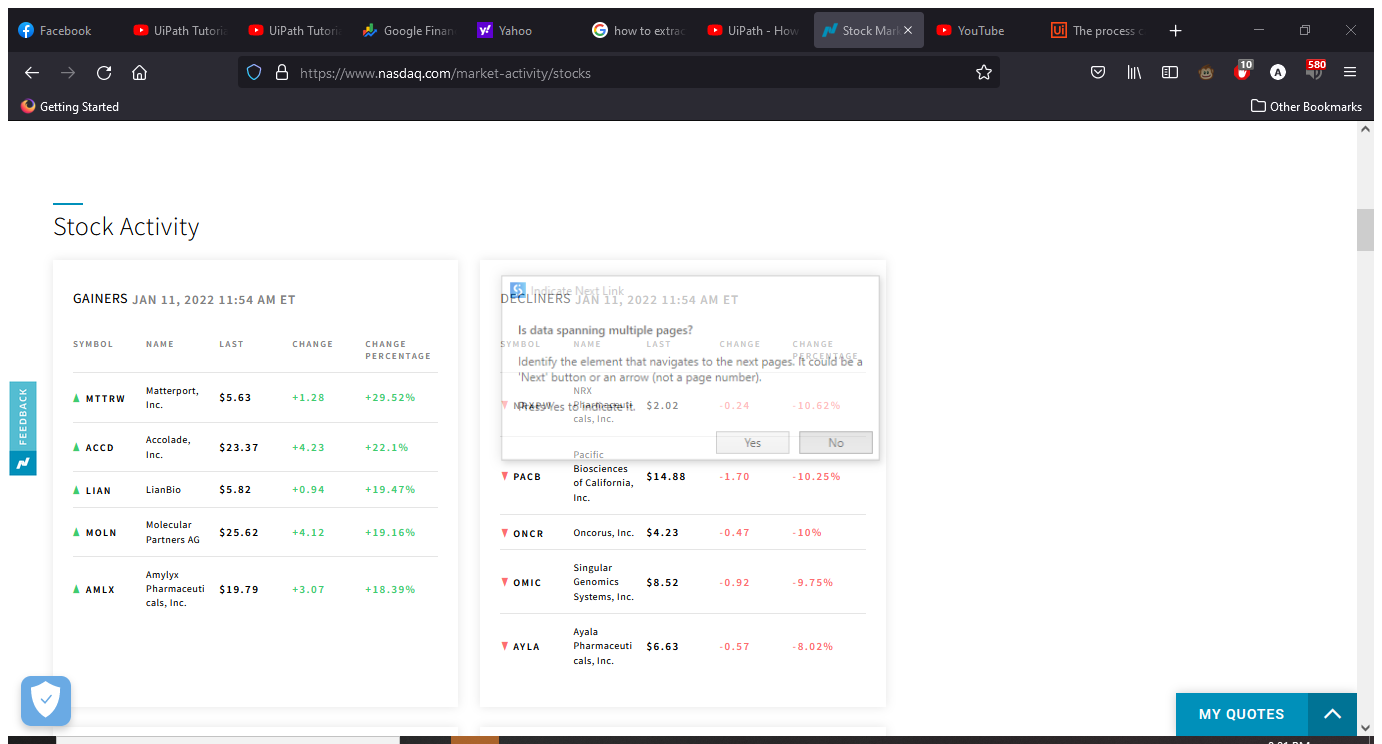 Facebook
UiPath Tutori
UiPath Tutori
Google Finan
Yahoo
how to extrac
UiPath - How
Stock Mar
YouTube
Ui The process
https://www.nasdaq.com/market-activity/stocks
10
A
580
Getting Started
Other Bookmarks
Stock Activity
GAINERS JAN 11, 2022 11:54 AM ET
SYMBOL NAME LAST CHANGE CHANGE PERCENTAGE
MTTRW Matterport, Inc. $5.63 +1.28 +29.52%
ACCD Accolade, Inc. $23.37 +4.23 +22.1%
LIAN LianBio $5.82 +0.94 +19.47%
MOLN Molecular Partners AG $25.62 +4.12 +19.16%
AMLX Amylyx Pharmaceuti cals, Inc. $19.79 +3.07 +18.39%
DECLINERS JAN 11, 2022 11:54 AM ET
SYMBOL NAME LAST CHANGE CHANGE PERCENTAGE
NRXPW NRX Pharmaceuti cals, Inc. $2.02 -0.24 -10.62%
PACB Pacific Biosciences of California, Inc. $14.88 -1.70 -10.25%
ONCR Oncorus, Inc. $4.23 -0.47 -10%
OMIC Singular Genomics Systems, Inc. $8.52 -0.92 -9.75%
AYLA Ayala Pharmaceuti cals, Inc. $6.63 -0.57 -8.02%
Indicate Next Link
Is data spanning multiple pages?
Identify the element that navigates to the next pages. It could be a
'Next' button or an arrow (not a page number).
Press Yes to indicate it.
Yes
No
FEEDBACK
MY QUOTES